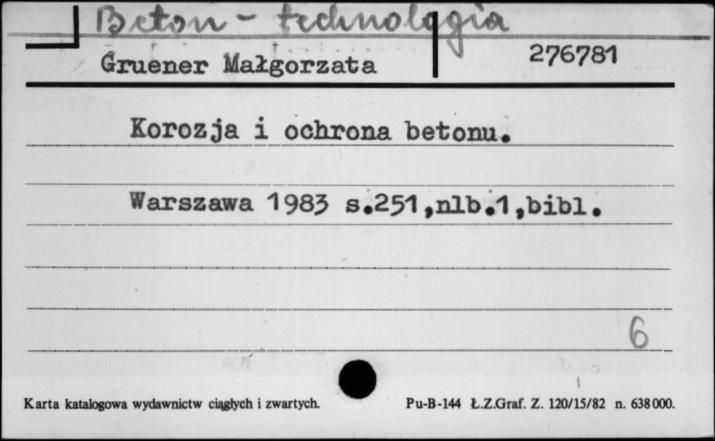 Beton - technologia
Gruener Małgorzata 276781
Korozja i ochrona betonu.
Warszawa 1983 s.251,nlb.1,bibl.
6
Karta katalogowa wydawnictw ciągłych i zwartych. Pu-B-144 Ł.Z.Graf. Z. 120/15/82 n. 638000.